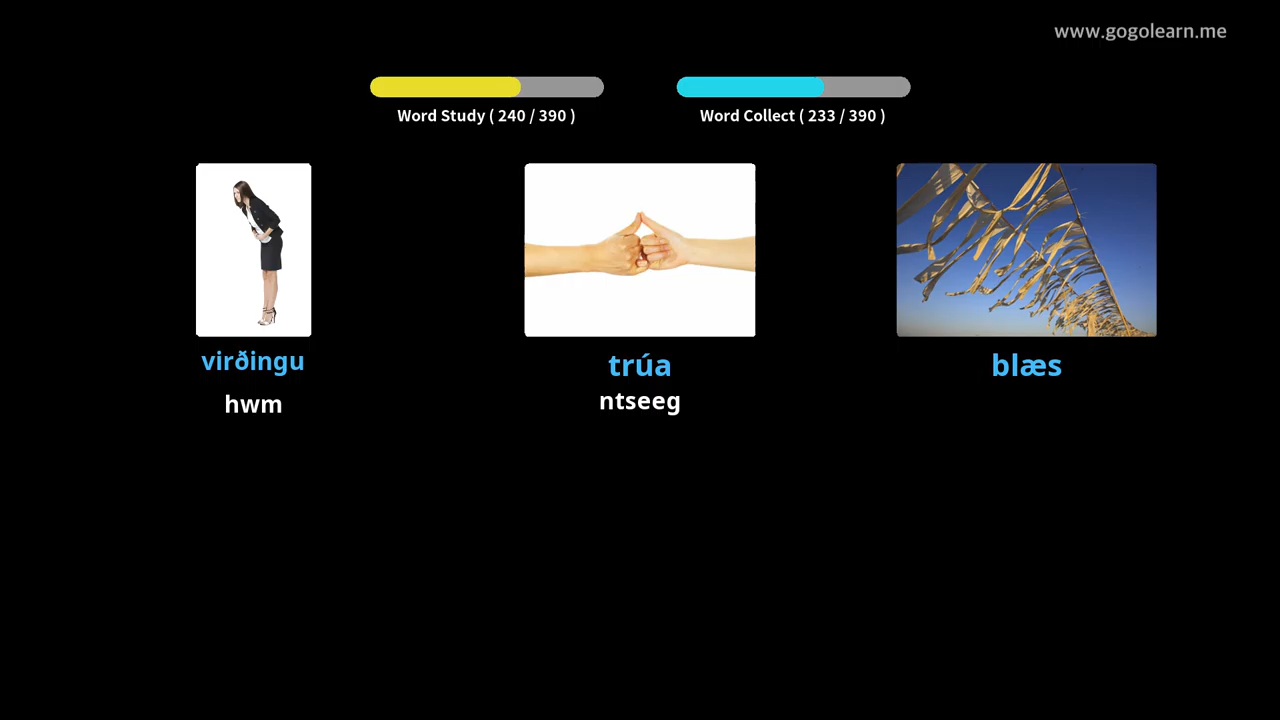 www.gogolearn.me
Word Study ( 240 / 390 )
Word Collect ( 233 / 390 )
virðingu
hwm
trúa
ntseeg
blæs